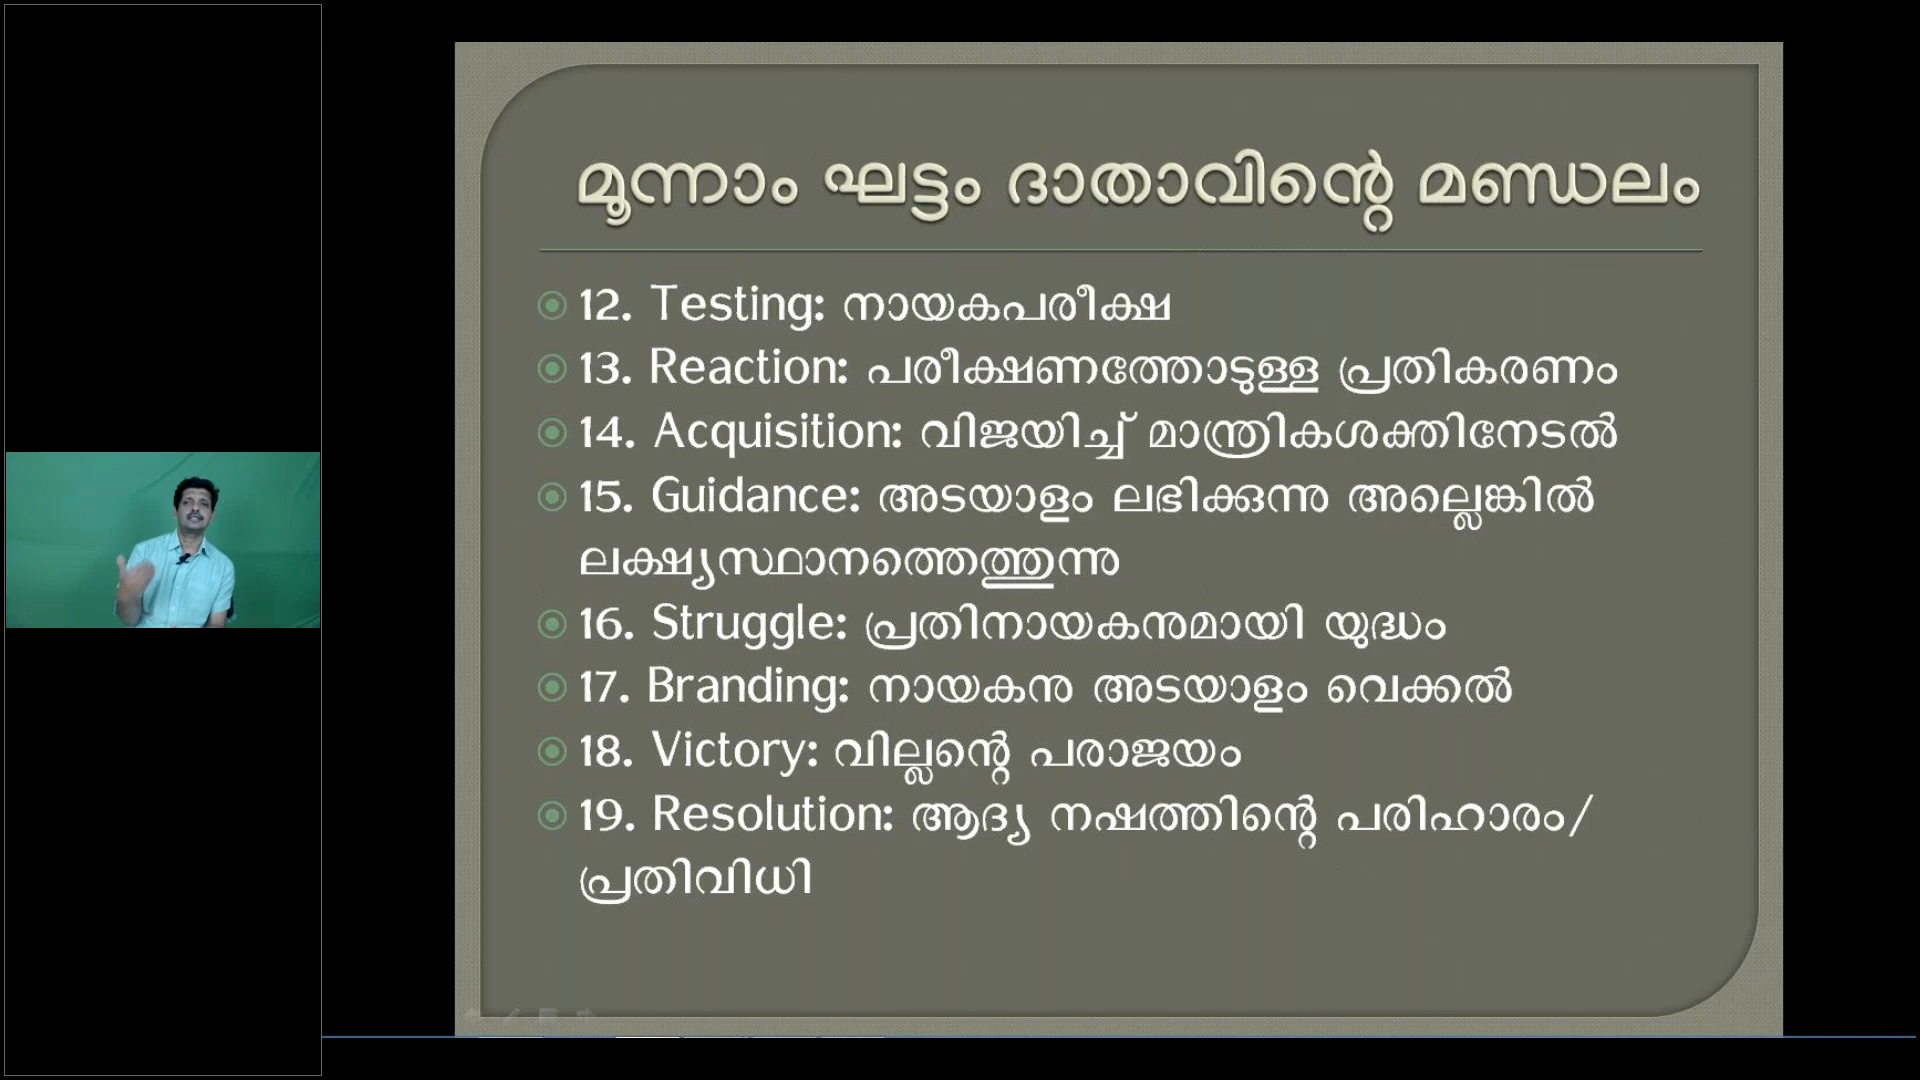 മൂന്നാം ഘട്ടം ദാതാവിന്റെ മണ്ഡലം
12. Testing: നായകപരീക്ഷ
13. Reaction: പരീക്ഷണത്തോടുള്ള പ്രതികരണം
14. Acquisition: വിജയിച്ച് മാന്ത്രികശക്തിനേടൽ
15. Guidance: അടയാളം ലഭിക്കുന്നു അല്ലെങ്കിൽ
ലക്ഷ്യസ്ഥാനത്തെത്തുന്നു
16. Struggle: പ്രതിനായകനുമായി യുദ്ധം
17. Branding: നായകനു അടയാളം വെക്കൽ
18. Victory: വില്ലന്റെ പരാജയം
19. Resolution: ആദ്യ നഷത്തിന്റെ പരിഹാരം/
പ്രതിവിധി